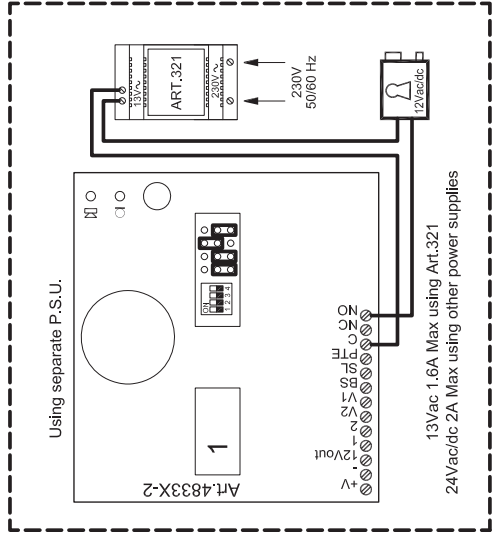 Using separate P.S.U.
13V~
ART.321
230V~
230V
50/60 Hz
12Vac/dc
ON
1 2 3 4
1
Art.4833X-2
+V
-
12Vout
1
2
V2
V1
BS
SL
PTE
C
NC
NO
13Vac 1.6A Max using Art.321
24Vac/dc 2A Max using other power supplies